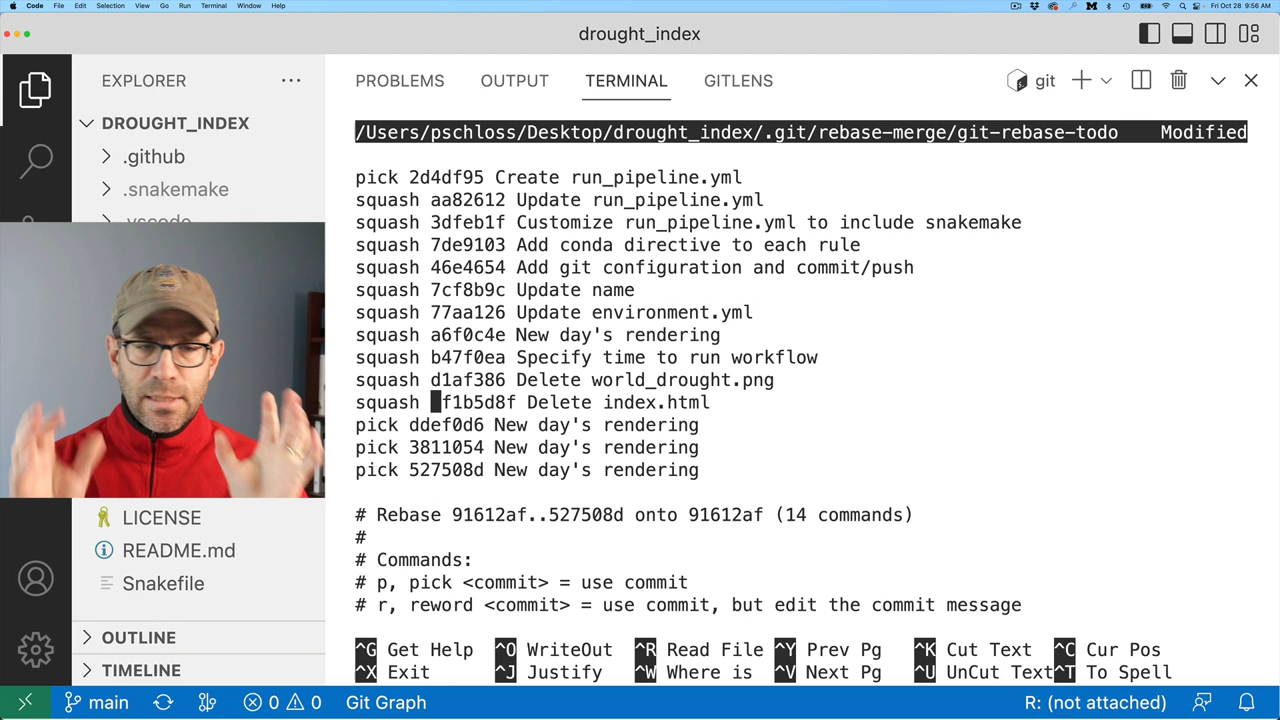 Code File Edit Selection View Go Run Terminal Window Help Fri Oct 28 9:56 AM
drought_index
EXPLORER
PROBLEMS OUTPUT TERMINAL GITLENS git
DROUGHT_INDEX
.github
.snakemake
.vscode
LICENSE
README.md
Snakefile
OUTLINE
TIMELINE
/Users/pschloss/Desktop/drought_index/.git/rebase-merge/git-rebase-todo Modified
pick 2d4df95 Create run_pipeline.yml
squash aa82612 Update run_pipeline.yml
squash 3dfeb1f Customize run_pipeline.yml to include snakemake
squash 7de9103 Add conda directive to each rule
squash 46e4654 Add git configuration and commit/push
squash 7cf8b9c Update name
squash 77aa126 Update environment.yml
squash a6f0c4e New day's rendering
squash b47f0ea Specify time to run workflow
squash d1af386 Delete world_drought.png
squash f1b5d8f Delete index.html
pick ddef0d6 New day's rendering
pick 3811054 New day's rendering
pick 527508d New day's rendering
# Rebase 91612af..527508d onto 91612af (14 commands)
#
# Commands:
# p, pick <commit> = use commit
# r, reword <commit> = use commit, but edit the commit message
^G Get Help ^O WriteOut ^R Read File ^Y Prev Pg ^K Cut Text ^C Cur Pos
^X Exit ^J Justify ^W Where is ^V Next Pg ^U UnCut Text ^T To Spell
main 0 0 Git Graph R: (not attached)